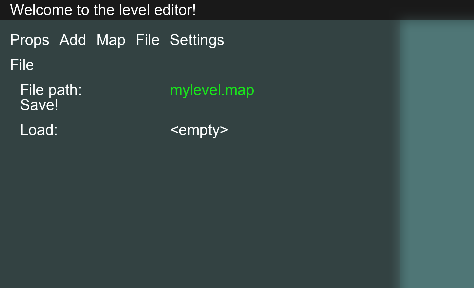 Welcome to the level editor!
Props Add Map File Settings
File
File path: mylevel.map
Save!
Load: <empty>